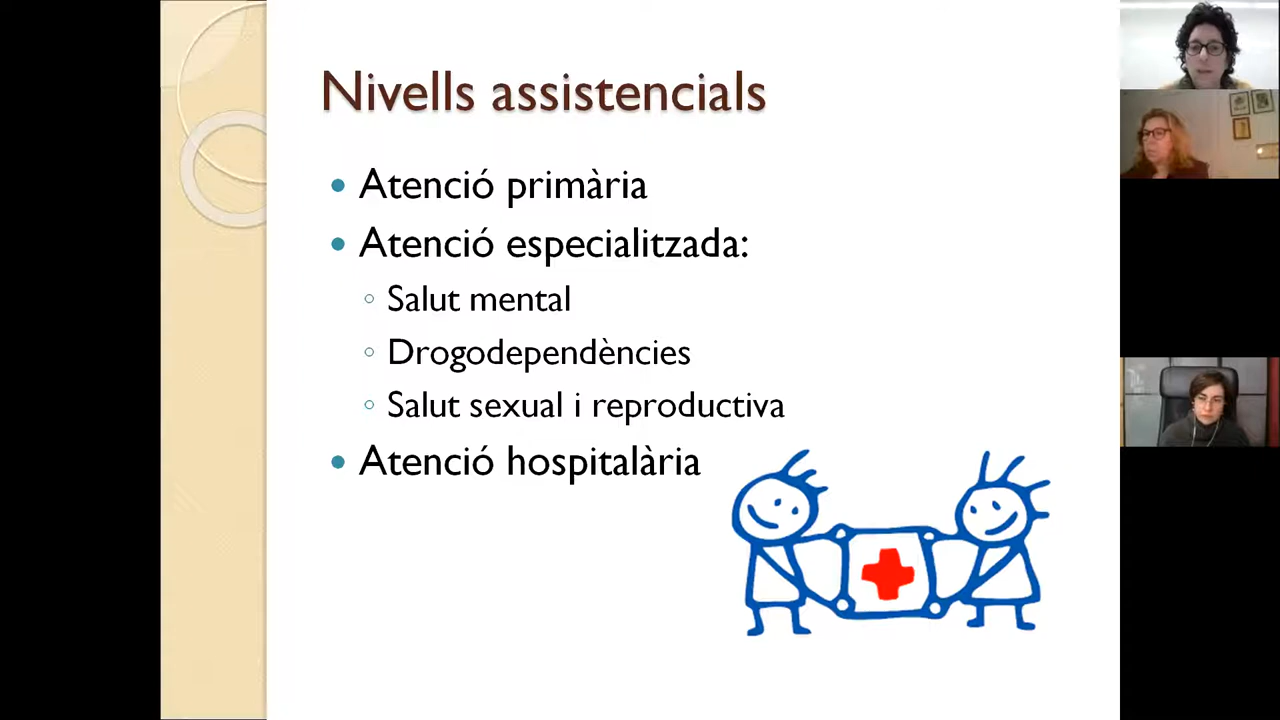 Nivells assistencials
Atenció primària
Atenció especialitzada:
Salut mental
Drogodependències
Salut sexual i reproductiva
Atenció hospitalària